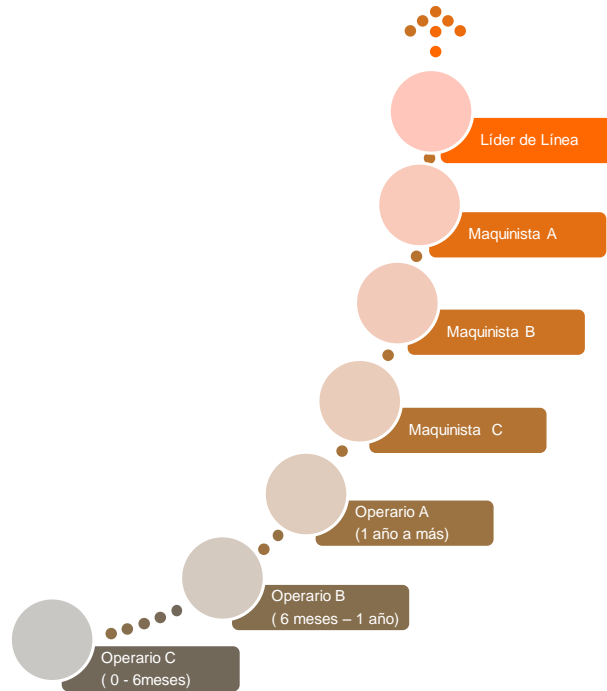 Líder de Línea
Maquinista A
Maquinista B
Maquinista C
Operario A
(1 año a más)
Operario B
( 6 meses – 1 año)
Operario C
( 0 - 6meses)